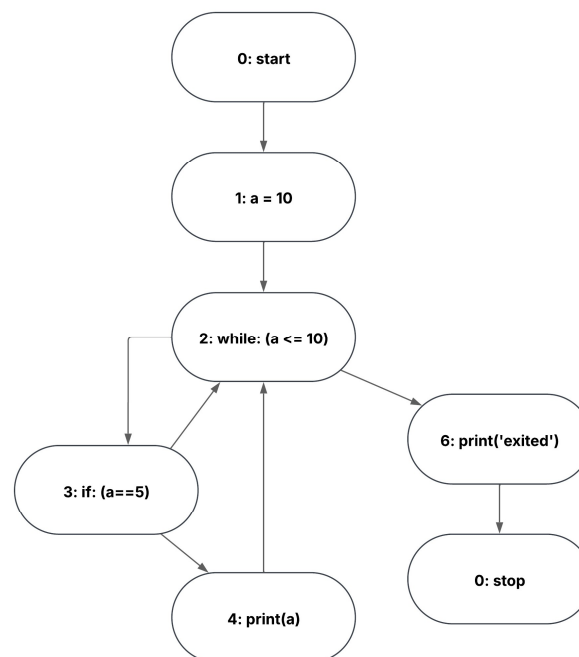 0: start
1: a = 10
2: while: (a <= 10)
3: if: (a==5)
6: print('exited')
0: stop
4: print(a)